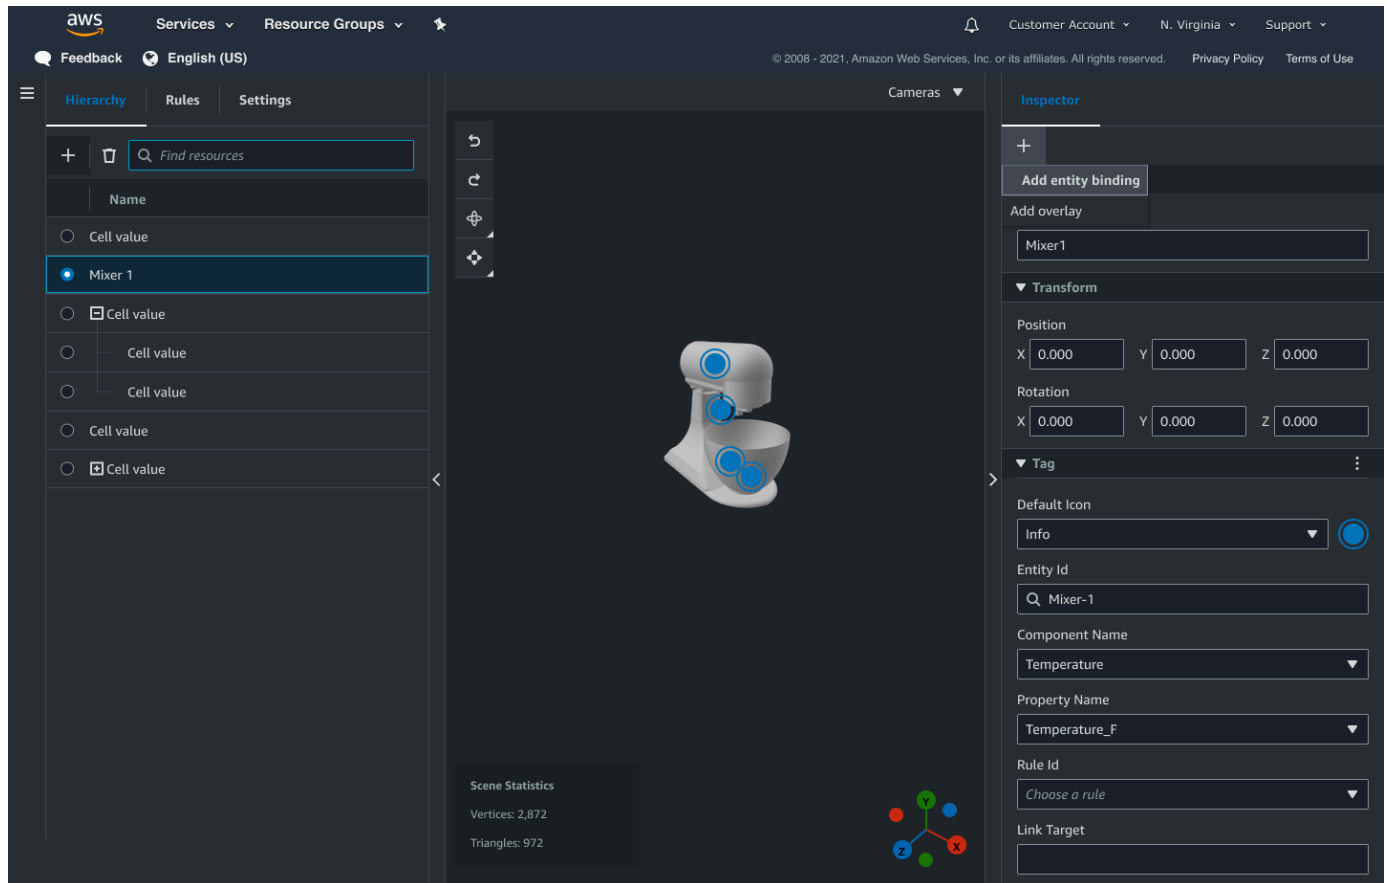 aws Services Resource Groups Customer Account N. Virginia Support
Feedback English (US) © 2008 - 2021, Amazon Web Services, Inc. or its affiliates. All rights reserved. Privacy Policy Terms of Use
Hierarchy Rules Settings
Find resources
Name
Cell value
Mixer 1
Cell value
Cell value
Cell value
Cell value
Cell value
Cameras
Scene Statistics
Vertices: 2,872
Triangles: 972
Y
Z
X
Inspector
Add entity binding
Add overlay
Mixer1
Transform
Position
X 0.000 Y 0.000 Z 0.000
Rotation
X 0.000 Y 0.000 Z 0.000
Tag
Default Icon
Info
Entity Id
Mixer-1
Component Name
Temperature
Property Name
Temperature_F
Rule Id
Choose a rule
Link Target